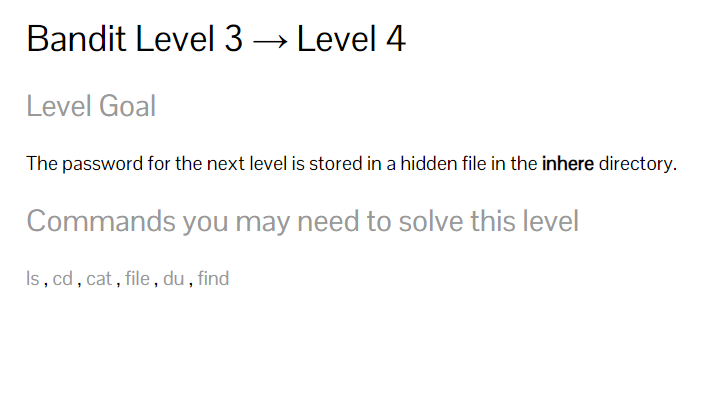 Bandit Level 3 → Level 4
Level Goal
The password for the next level is stored in a hidden file in the inhere directory.
Commands you may need to solve this level
ls , cd , cat , file , du , find